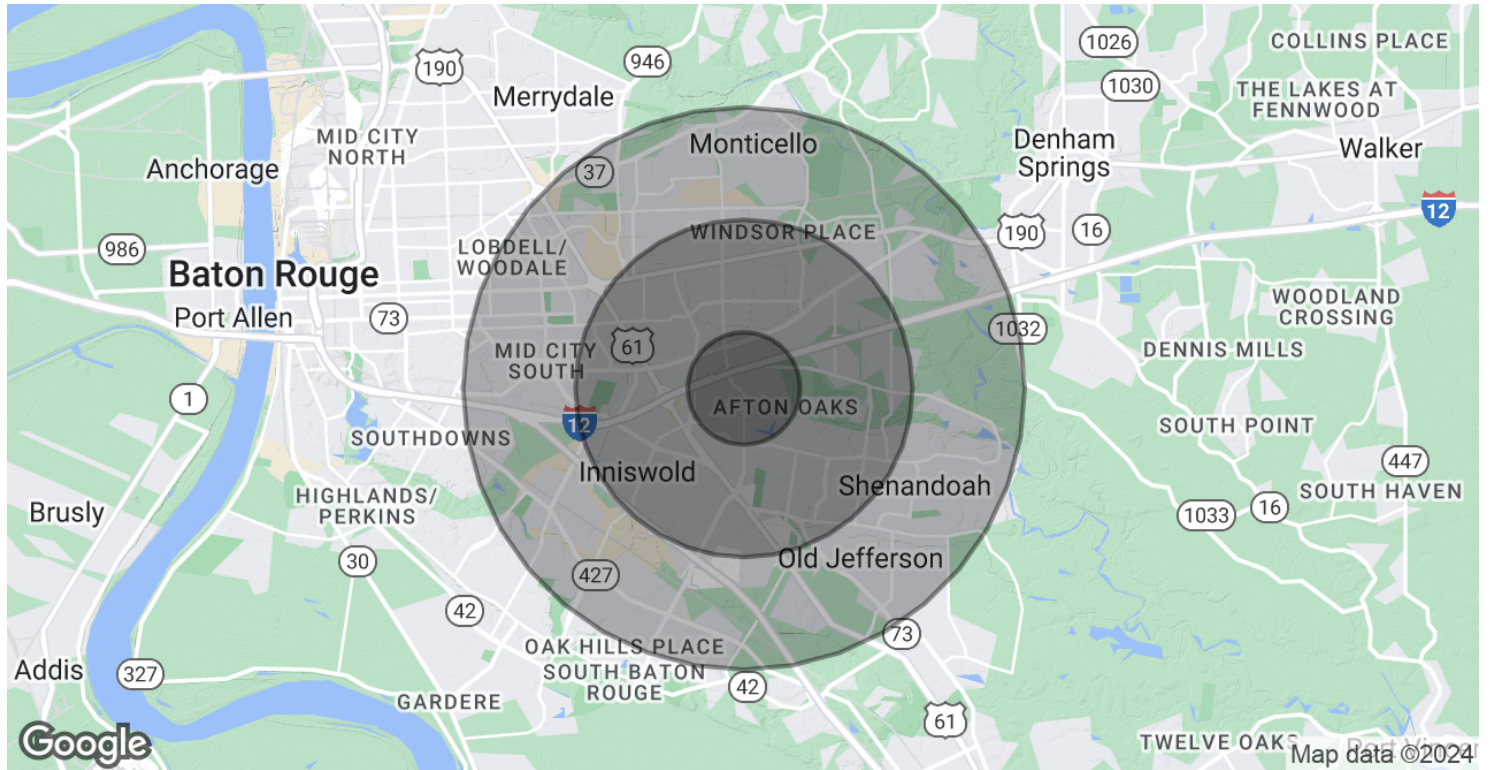 1026
COLLINS PLACE
946
190
1030
Merrydale
THE LAKES AT
FENNWOOD
MID CITY
NORTH
Monticello
Denham
Springs
Walker
Anchorage
37
12
986
LOBDELL/
WOODALE
WINDSOR PLACE
190
16
Baton Rouge
Port Allen
73
WOODLAND
CROSSING
1032
61
MID CITY
SOUTH
DENNIS MILLS
1
AFTON OAKS
12
SOUTHDOWNS
SOUTH POINT
447
Inniswold
Shenandoah
SOUTH HAVEN
HIGHLANDS/
PERKINS
Brusly
16
1033
30
Old Jefferson
427
42
73
OAK HILLS PLACE
SOUTH BATON
ROUGE
Addis
327
42
GARDERE
61
Google
TWELVE OAKS
Map data ©2024